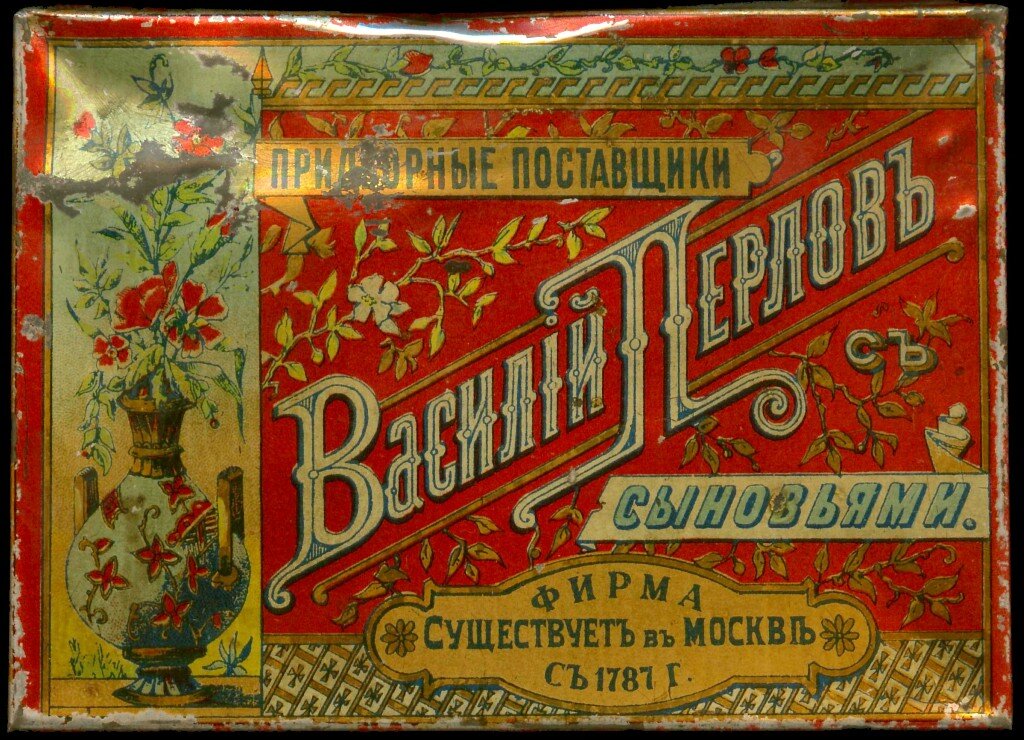 ПРИДВОРНЫЕ ПОСТАВЩИКИ
ВАСИЛІЙ ПЕРЛОВЪ
СЪ
СЫНОВЬЯМИ.
ФИРМА
СУЩЕСТВУЕТЪ ВЪ МОСКВѢ
СЪ 1787 Г.